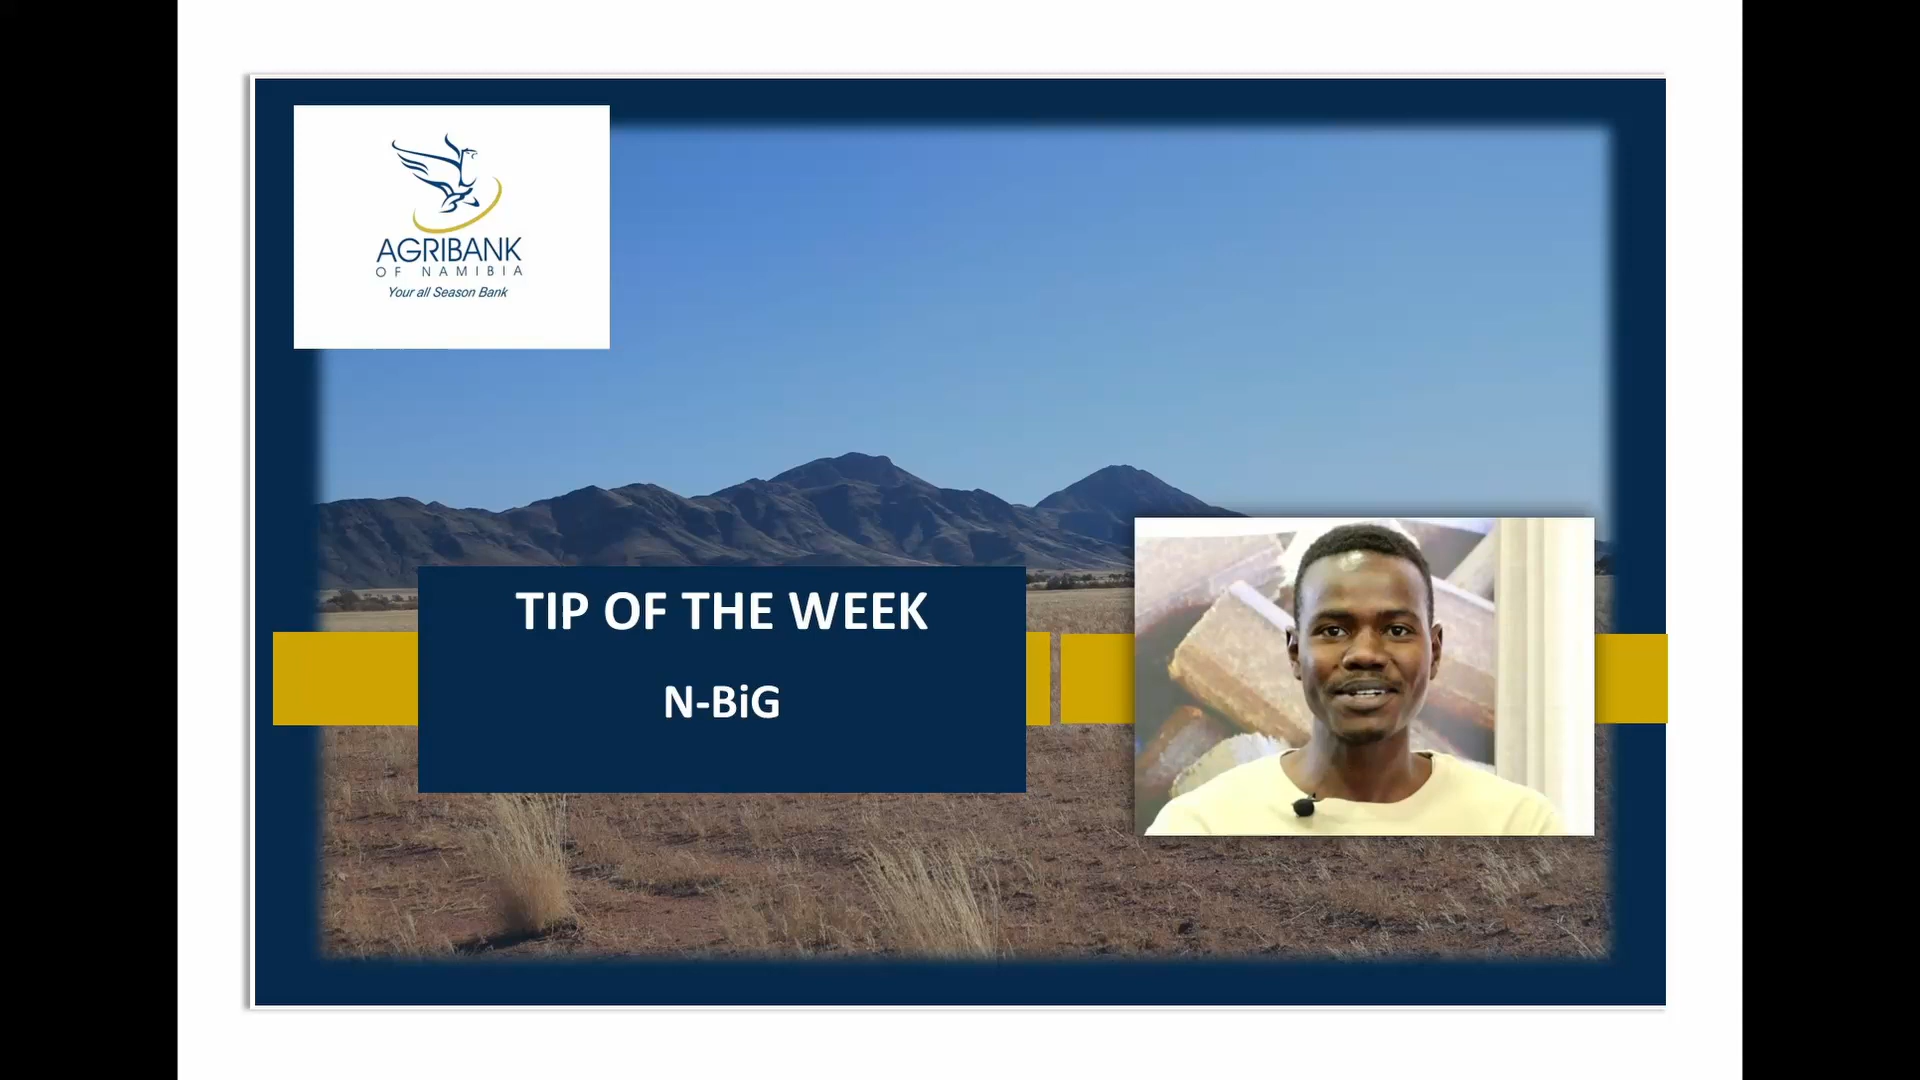 AGRIBANK
OF NAMIBIA
Your all Season Bank
TIP OF THE WEEK
N-BiG